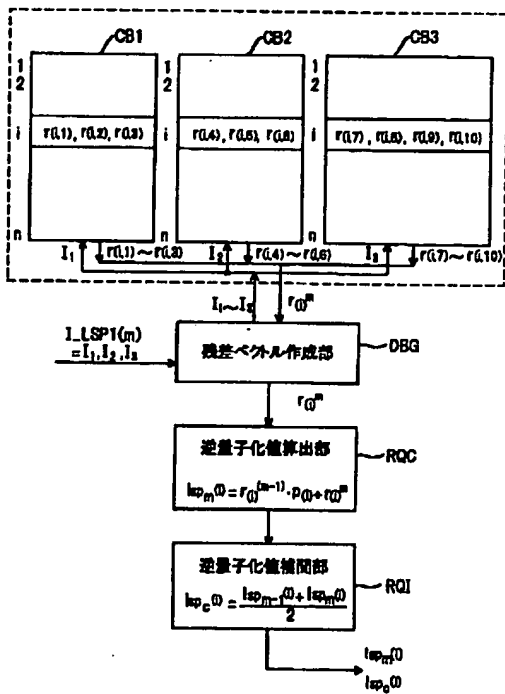 CB1
CB2
CB3
1
2
i
n
r(i,1), r(i,2), r(i,3)
1
2
i
n
r(i,4), r(i,5), r(i,6)
1
2
i
n
r(i,7), r(i,8), r(i,9), r(i,10)
I₁
r(i,1)～r(i,3)
I₂
r(i,4)～r(i,6)
I₃
r(i,7)～r(i,10)
I₁～I₃
r(i)ᵐ
I_LSP1(m)
=I₁, I₂, I₃
残差ベクトル作成部
DBG
r(i)ᵐ
逆量子化値算出部
lspₘ(i) = r(i)⁽ᵐ⁻¹⁾・p(i)+r(i)ᵐ
RQC
逆量子化値補間部
lsp_c(i) = (lspₘ₋₁(i) + lspₘ(i))/2
RQI
lspₘ(i)
lsp_c(i)